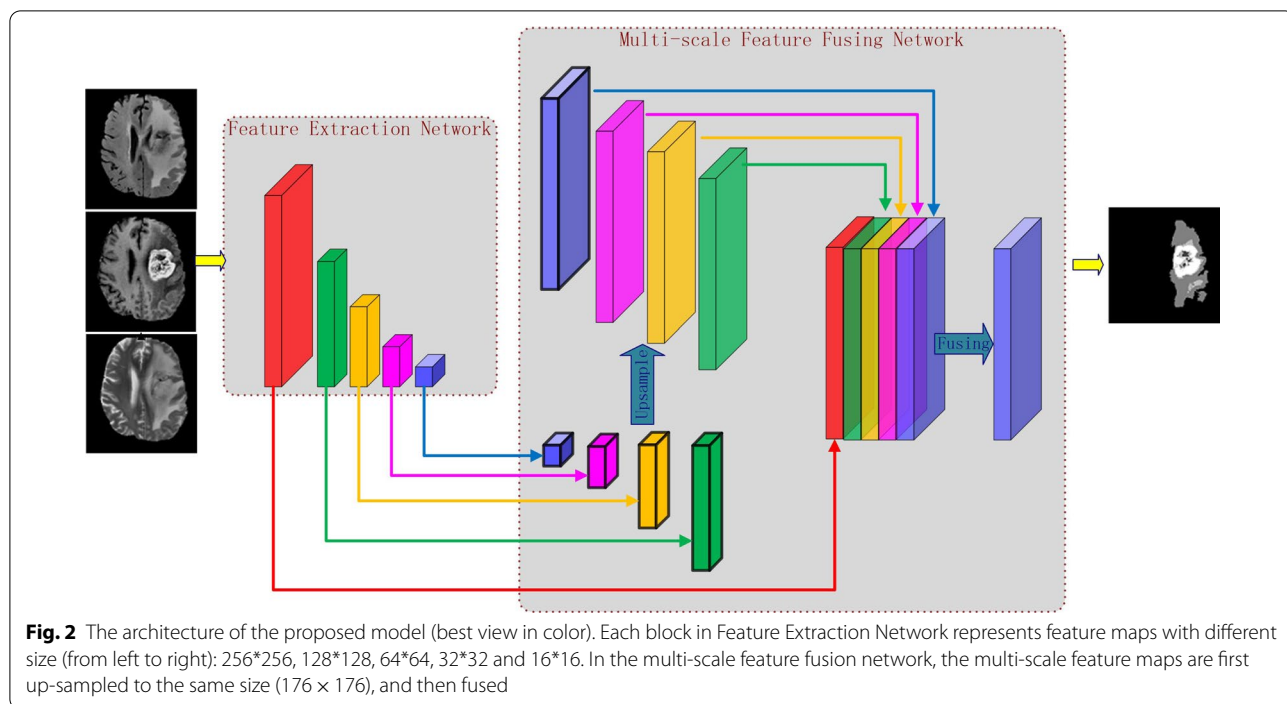 Multi-scale Feature Fusing Network
Feature Extraction Network
Upsample
Fusing
Fig. 2 The architecture of the proposed model (best view in color). Each block in Feature Extraction Network represents feature maps with different
size (from left to right): 256*256, 128*128, 64*64, 32*32 and 16*16. In the multi-scale feature fusion network, the multi-scale feature maps are first
up-sampled to the same size (176 × 176), and then fused